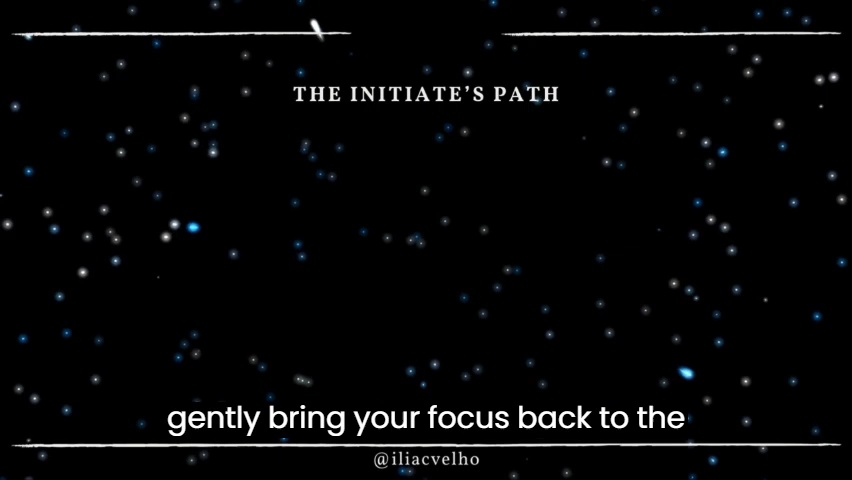 THE INITIATE’S PATH
gently bring your focus back to the
@iliacvelho